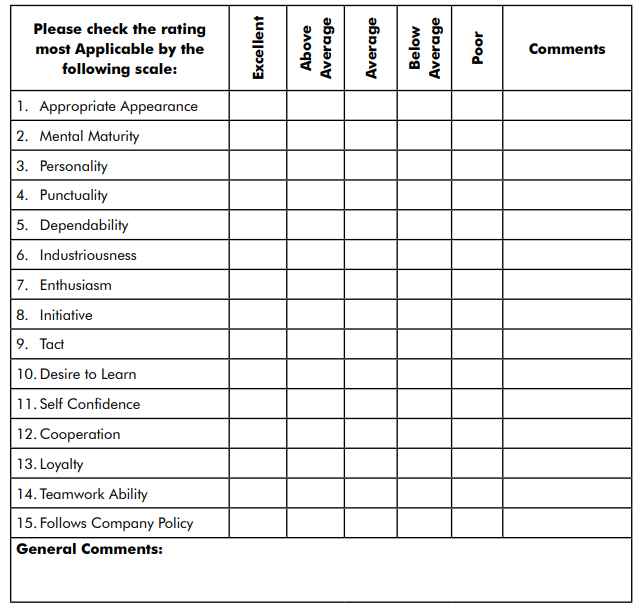 Please check the rating
most Applicable by the
following scale:
Excellent
Above
Average
Average
Below
Average
Poor
Comments
1. Appropriate Appearance
2. Mental Maturity
3. Personality
4. Punctuality
5. Dependability
6. Industriousness
7. Enthusiasm
8. Initiative
9. Tact
10. Desire to Learn
11. Self Confidence
12. Cooperation
13. Loyalty
14. Teamwork Ability
15. Follows Company Policy
General Comments: